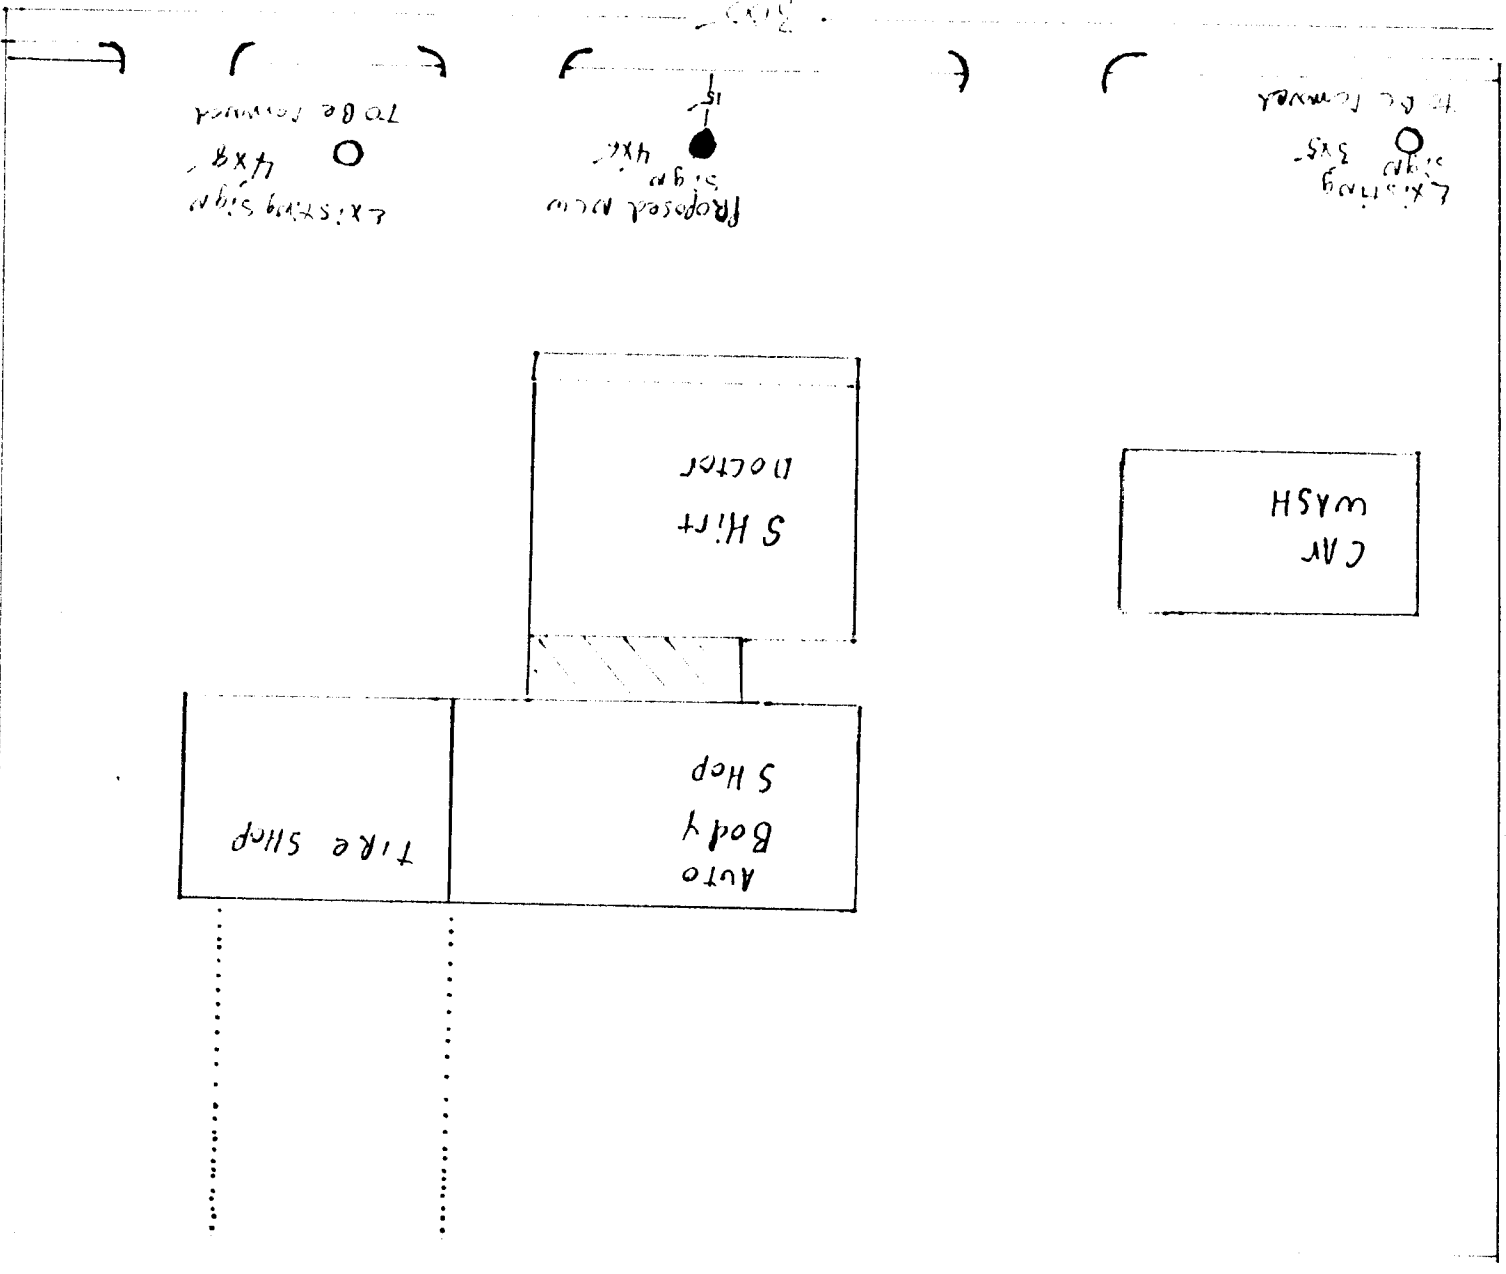 AUTO
Body
SHop
TIRe SHOP
CAr
WASH
SHirt
Doctor
Existing
Sign 3x5'
to Be removed
PROposed New
Sign
4x6'
15'
Existing Sign
4x8'
TO Be removed